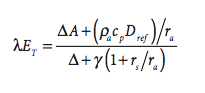 λE_T = (ΔA + (ρ_a c_p D_ref)/r_a) / (Δ + γ(1 + r_s/r_a))